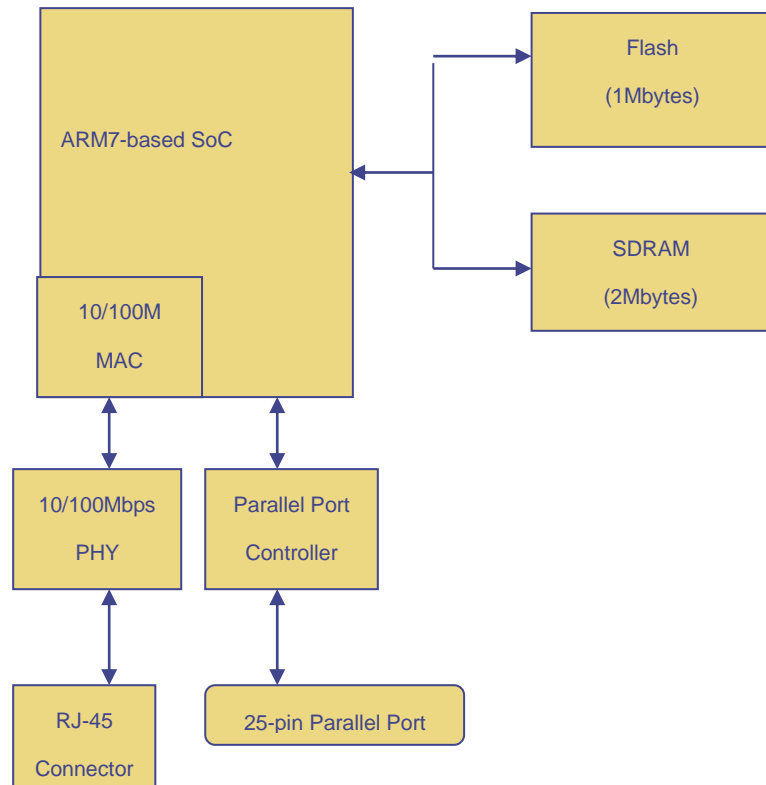 Flash
(1Mbytes)
ARM7-based SoC
SDRAM
(2Mbytes)
10/100M
MAC
10/100Mbps
PHY
Parallel Port
Controller
RJ-45
Connector
25-pin Parallel Port